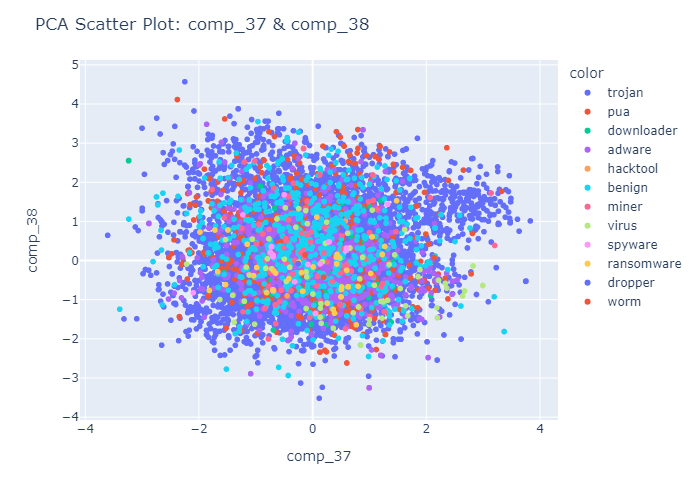 PCA Scatter Plot: comp_37 & comp_38
color
trojan
pua
downloader
adware
hacktool
benign
miner
virus
spyware
ransomware
dropper
worm
comp_38
5
4
3
2
1
0
−1
−2
−3
−4
−4
−2
0
2
4
comp_37